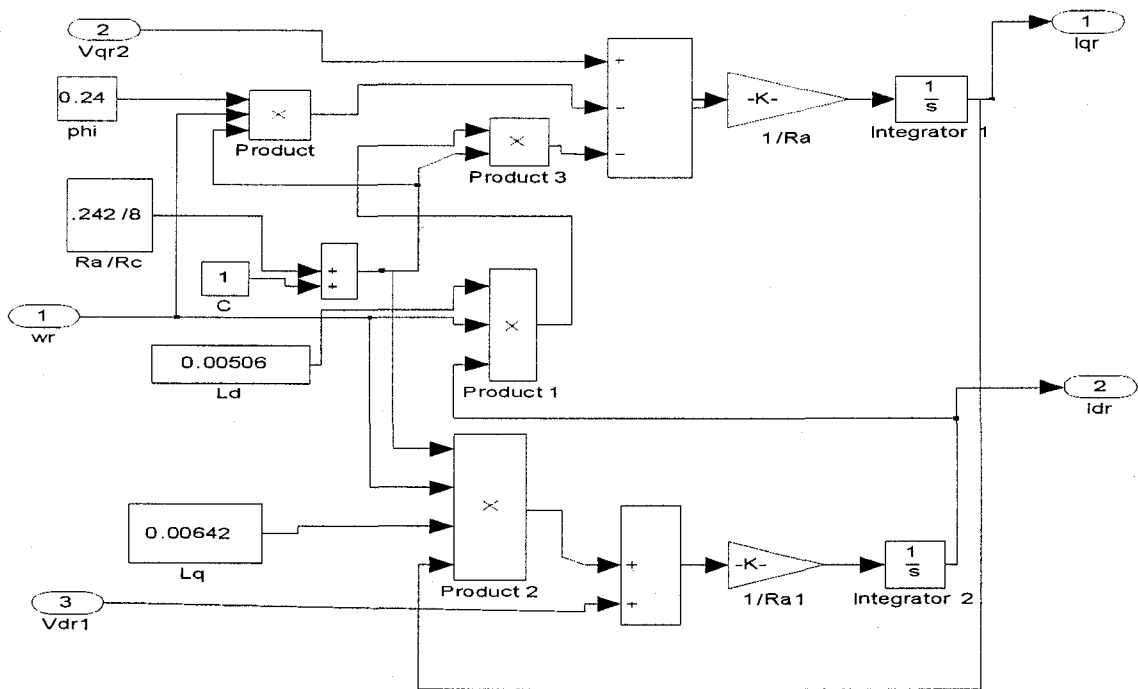 2
Vqr2
0.24
phi
×
Product
+
−
−
-K-
1/Ra
1
s
Integrator 1
1
Iqr
×
Product 3
.242 /8
Ra /Rc
1
C
+
+
1
wr
0.00506
Ld
×
Product 1
2
Idr
×
Product 2
0.00642
Lq
3
Vdr1
+
+
-K-
1/Ra1
1
s
Integrator 2